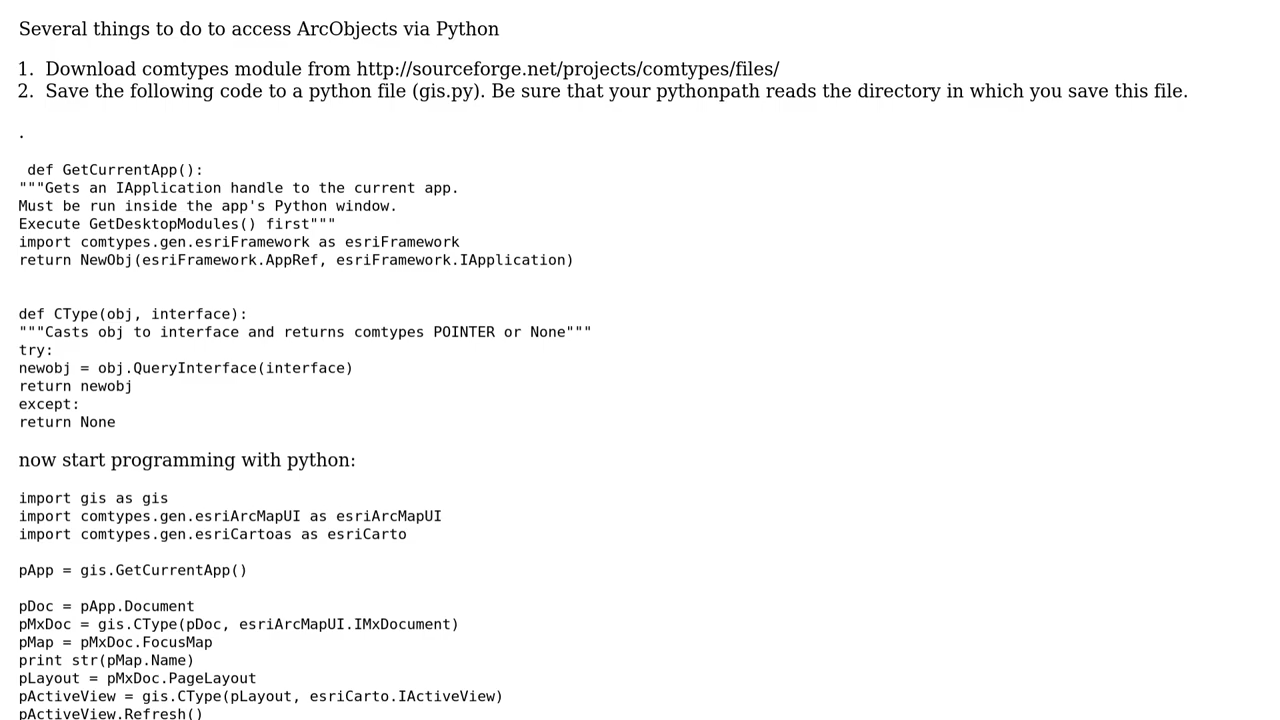 Several things to do to access ArcObjects via Python
1. Download comtypes module from http://sourceforge.net/projects/comtypes/files/
2. Save the following code to a python file (gis.py). Be sure that your pythonpath reads the directory in which you save this file.
.
def GetCurrentApp():
"""Gets an IApplication handle to the current app.
Must be run inside the app's Python window.
Execute GetDesktopModules() first"""
import comtypes.gen.esriFramework as esriFramework
return NewObj(esriFramework.AppRef, esriFramework.IApplication)
def CType(obj, interface):
"""Casts obj to interface and returns comtypes POINTER or None"""
try:
newobj = obj.QueryInterface(interface)
return newobj
except:
return None
now start programming with python:
import gis as gis
import comtypes.gen.esriArcMapUI as esriArcMapUI
import comtypes.gen.esriCartoas as esriCarto
pApp = gis.GetCurrentApp()
pDoc = pApp.Document
pMxDoc = gis.CType(pDoc, esriArcMapUI.IMxDocument)
pMap = pMxDoc.FocusMap
print str(pMap.Name)
pLayout = pMxDoc.PageLayout
pActiveView = gis.CType(pLayout, esriCarto.IActiveView)
pActiveView.Refresh()